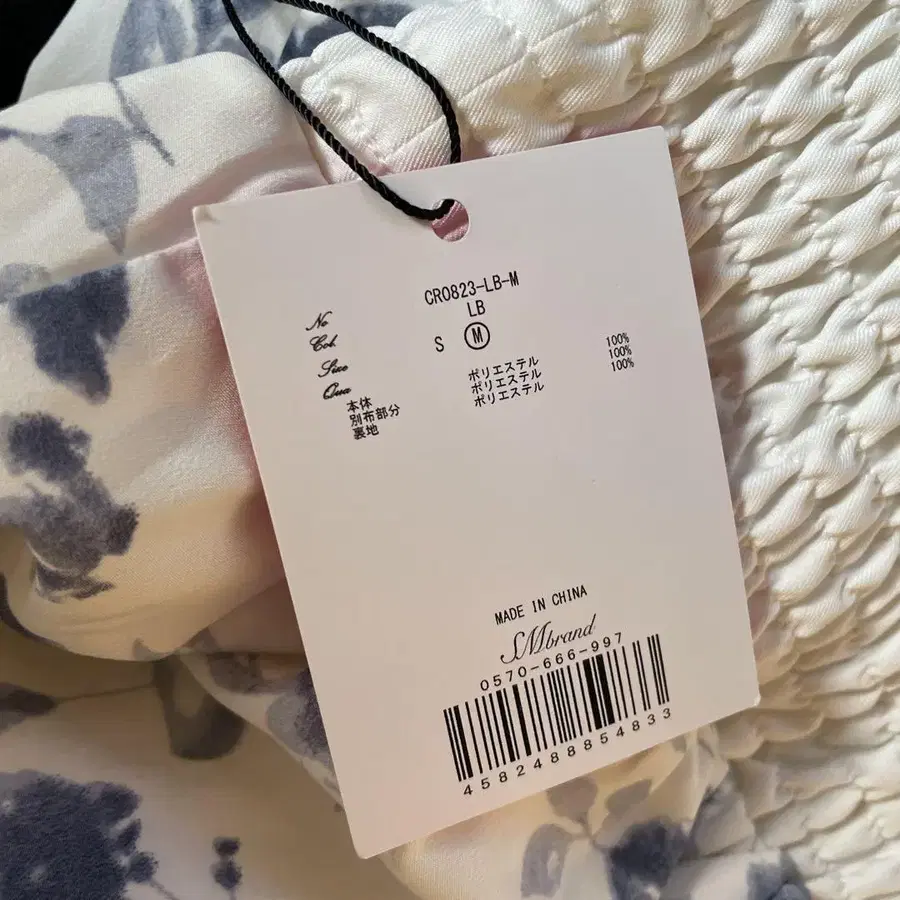 No CR0823-LB-M
Col. LB
Size S M
Qua
本体 ポリエステル 100%
別布部分 ポリエステル 100%
裏地 ポリエステル 100%
MADE IN CHINA
SMbrand
0570-666-997
4582488854833